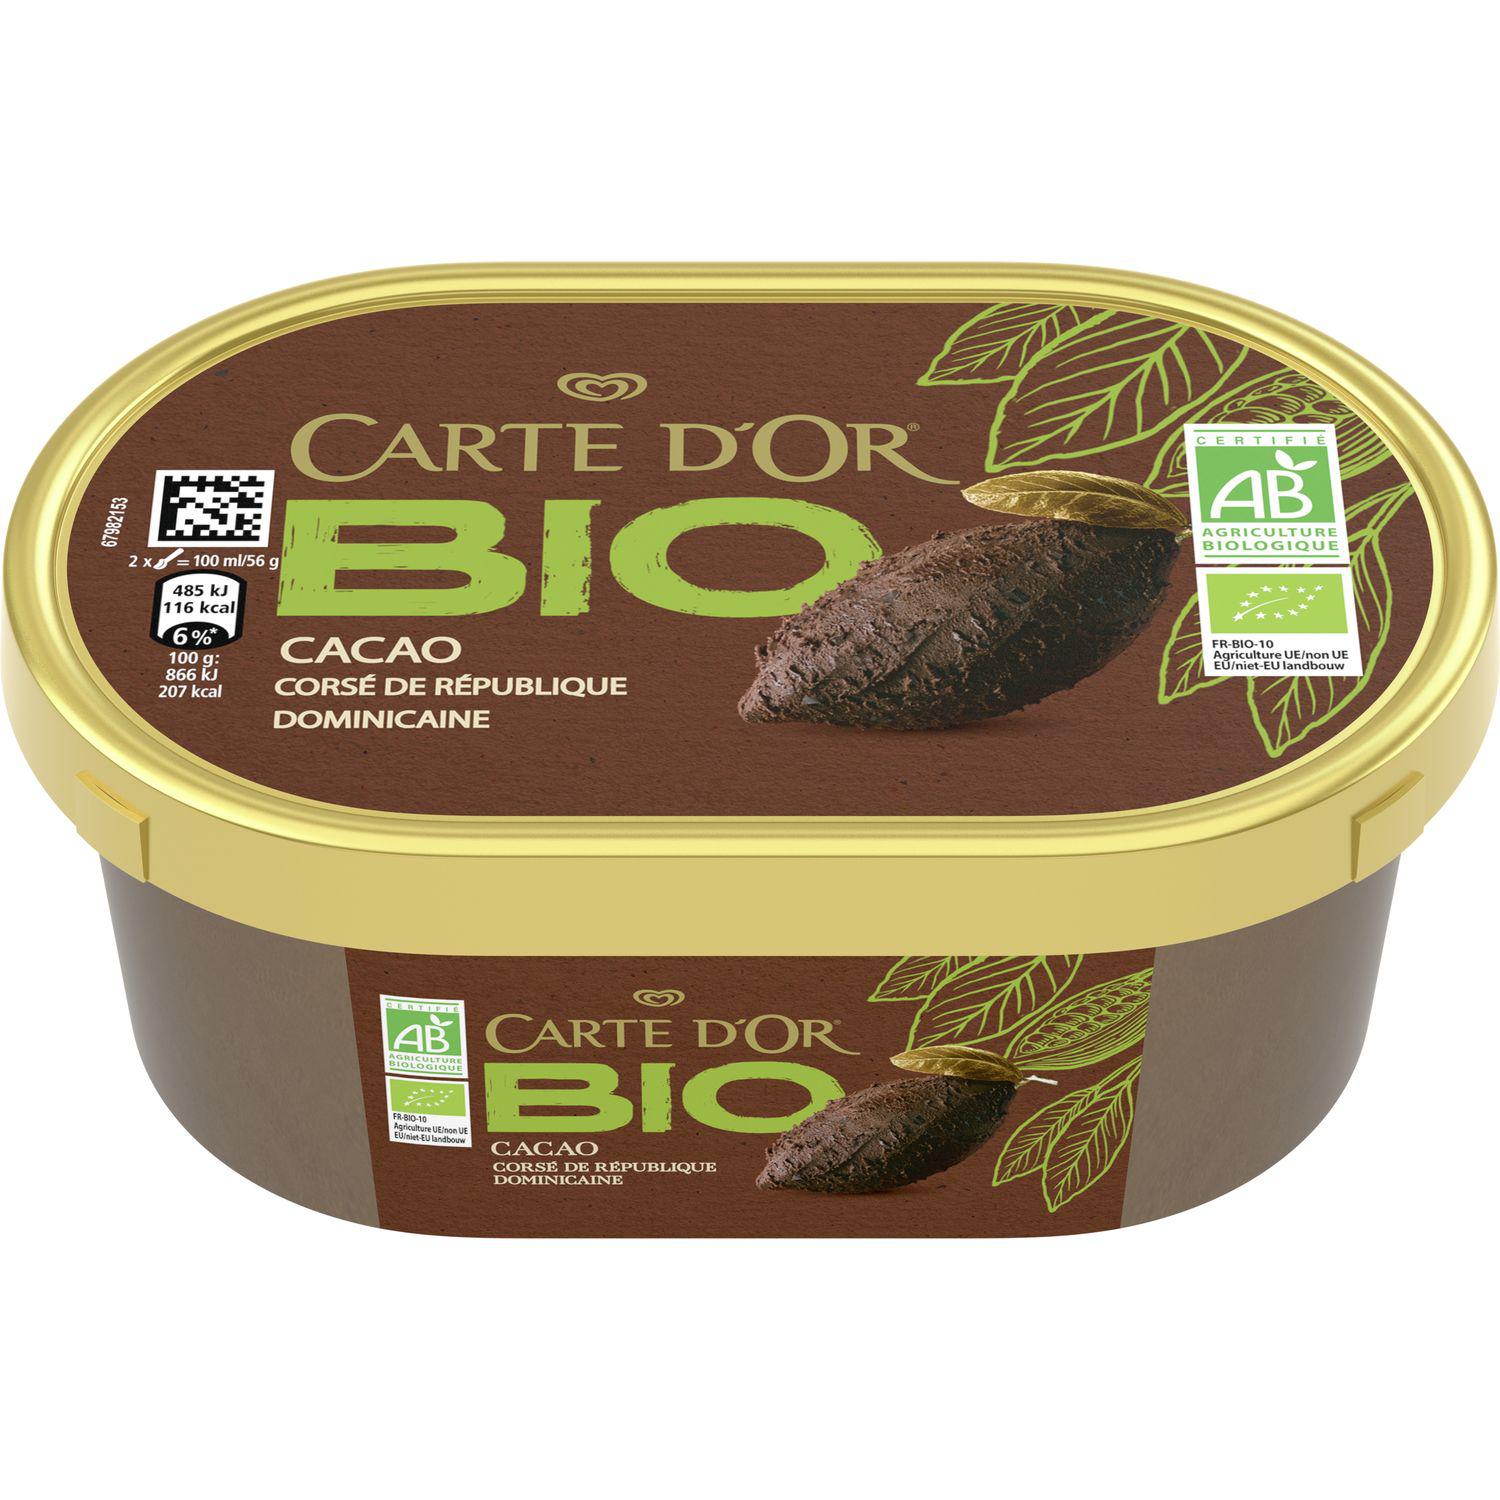 CARTE D'OR®
BIO
CACAO
CORSÉ DE RÉPUBLIQUE
DOMINICAINE
67982153
2 x = 100 ml/56 g
485 kJ
116 kcal
6%*
100 g:
866 kJ
207 kcal
CERTIFIÉ
AB
AGRICULTURE
BIOLOGIQUE
FR-BIO-10
Agriculture UE/non UE
EU/niet-EU landbouw
CERTIFIÉ
AB
AGRICULTURE
BIOLOGIQUE
FR-BIO-10
Agriculture UE/non UE
EU/niet-EU landbouw
CARTE D'OR®
BIO
CACAO
CORSÉ DE RÉPUBLIQUE
DOMINICAINE